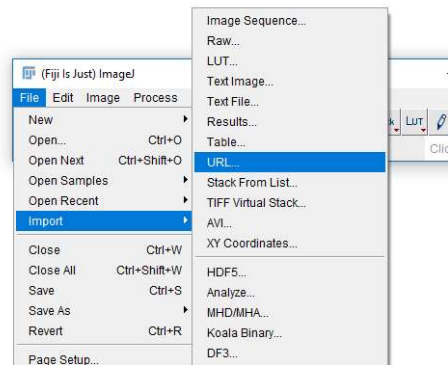 (Fiji Is Just) ImageJ
File Edit Image Process
New
Open... Ctrl+O
Open Next Ctrl+Shift+O
Open Samples
Open Recent
Import
Close Ctrl+W
Close All Ctrl+Shift+W
Save Ctrl+S
Save As
Revert Ctrl+R
Page Setup...
Image Sequence...
Raw...
LUT...
Text Image...
Text File...
Results...
Table...
URL...
Stack From List...
TIFF Virtual Stack...
AVI...
XY Coordinates...
HDF5...
Analyze...
MHD/MHA...
Koala Binary...
DF3...
LUT